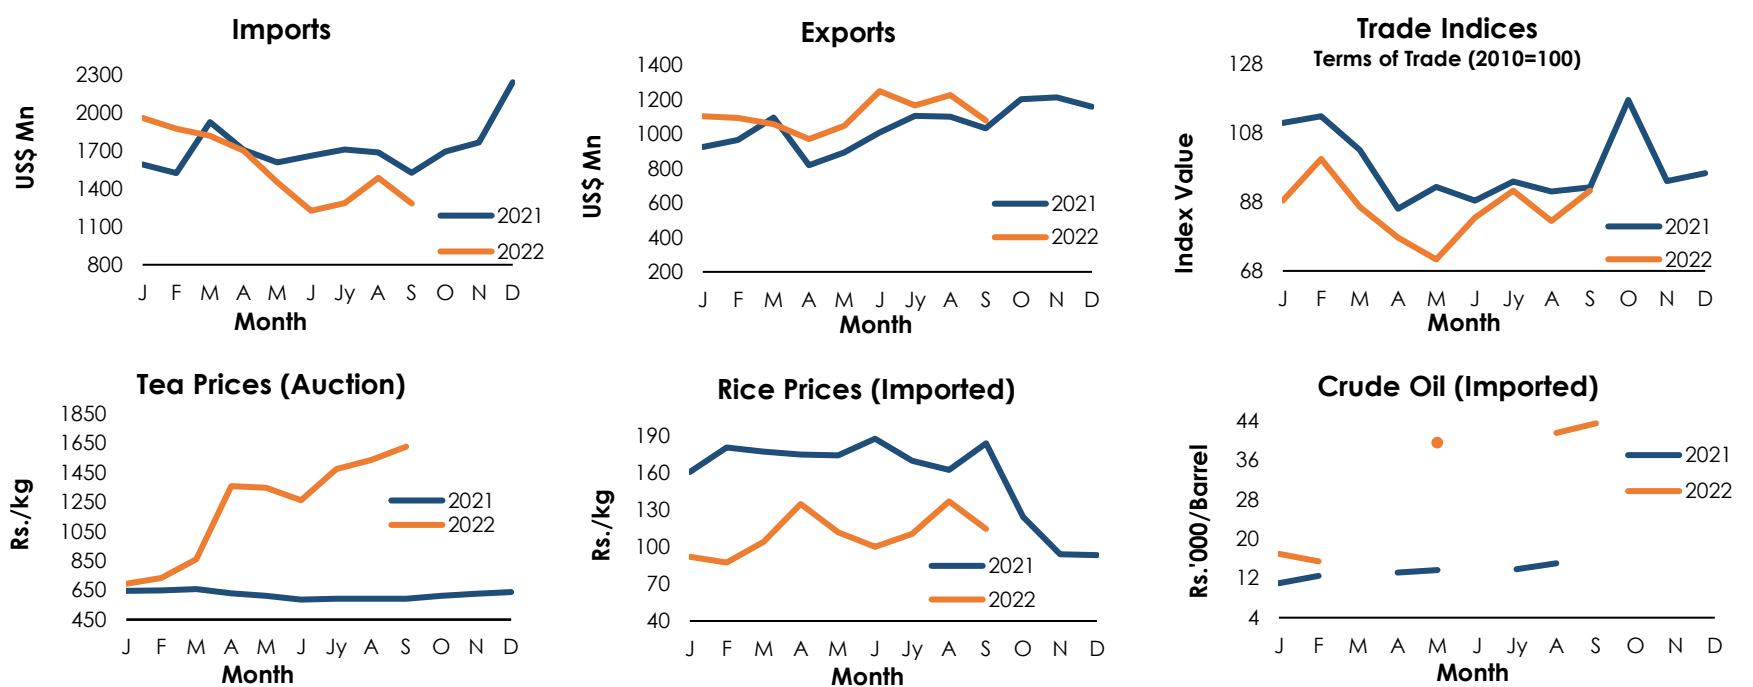 Imports
US$ Mn
2300
2000
1700
1400
1100
800
2021
2022
J F M A M J Jy A S O N D
Month
Exports
US$ Mn
1400
1200
1000
800
600
400
200
2021
2022
J F M A M J Jy A S O N D
Month
Trade Indices
Terms of Trade (2010=100)
Index Value
128
108
88
68
2021
2022
J F M A M J Jy A S O N D
Month
Tea Prices (Auction)
Rs./kg
1850
1650
1450
1250
1050
850
650
450
2021
2022
J F M A M J Jy A S O N D
Month
Rice Prices (Imported)
Rs./kg
190
160
130
100
70
40
2021
2022
J F M A M J Jy A S O N D
Month
Crude Oil (Imported)
Rs.'000/Barrel
44
36
28
20
12
4
2021
2022
J F M A M J Jy A S O N D
Month